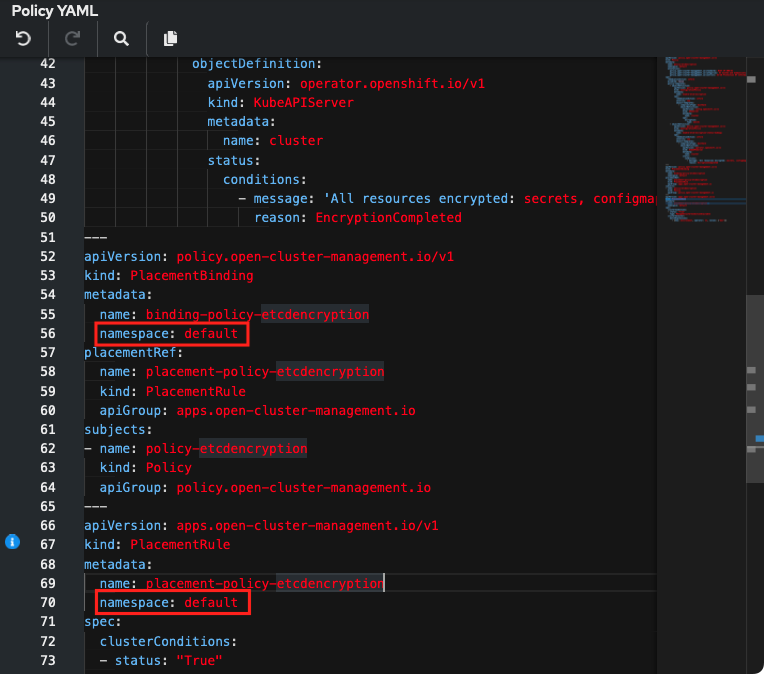 Policy YAML
42 objectDefinition:
43 apiVersion: operator.openshift.io/v1
44 kind: KubeAPIServer
45 metadata:
46 name: cluster
47 status:
48 conditions:
49 - message: 'All resources encrypted: secrets, configma
50 reason: EncryptionCompleted
51 ---
52 apiVersion: policy.open-cluster-management.io/v1
53 kind: PlacementBinding
54 metadata:
55 name: binding-policy-etcdencryption
56 namespace: default
57 placementRef:
58 name: placement-policy-etcdencryption
59 kind: PlacementRule
60 apiGroup: apps.open-cluster-management.io
61 subjects:
62 - name: policy-etcdencryption
63 kind: Policy
64 apiGroup: policy.open-cluster-management.io
65 ---
66 apiVersion: apps.open-cluster-management.io/v1
67 kind: PlacementRule
68 metadata:
69 name: placement-policy-etcdencryption
70 namespace: default
71 spec:
72 clusterConditions:
73 - status: "True"